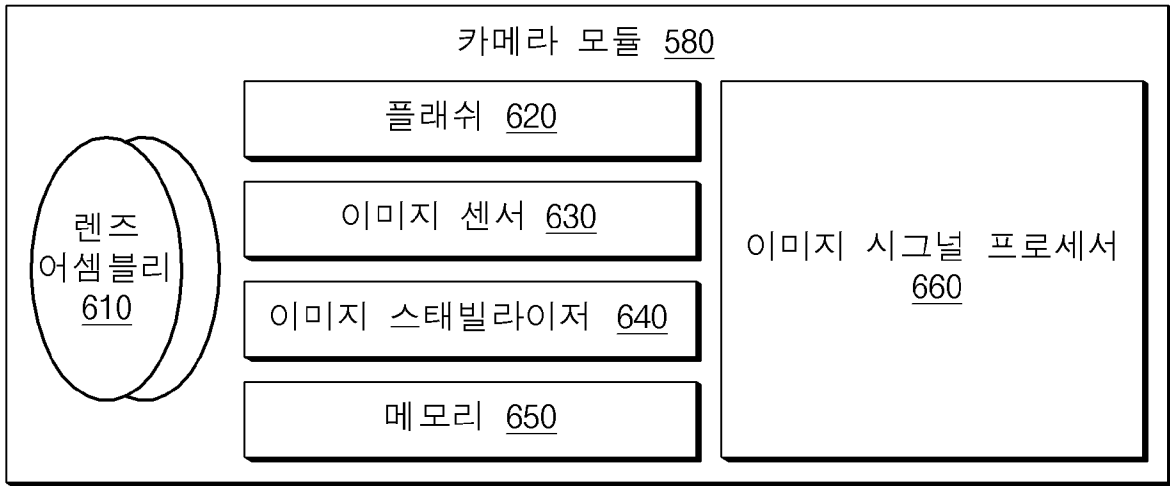 카메라 모듈 580
렌즈
어셈블리
610
플래쉬 620
이미지 센서 630
이미지 스태빌라이저 640
메모리 650
이미지 시그널 프로세서
660